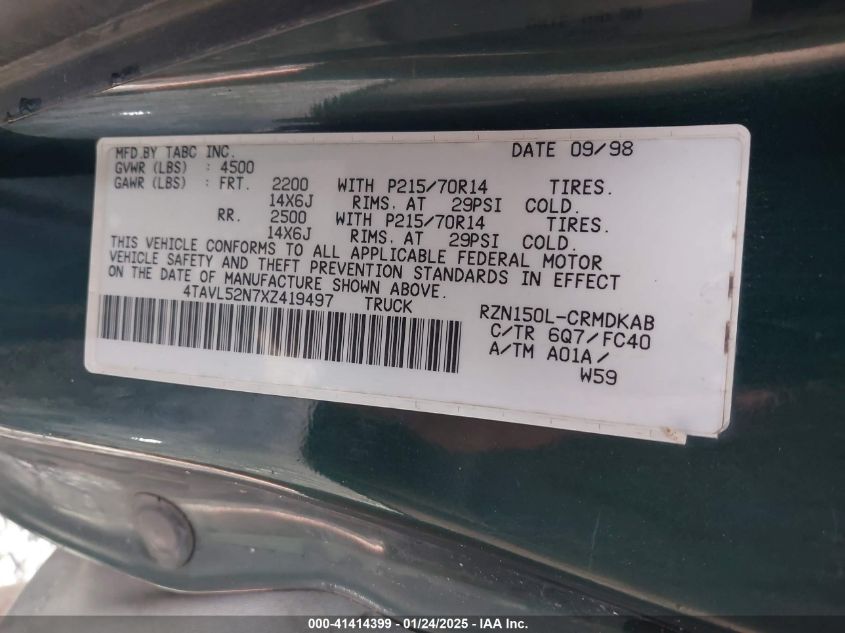 MFD.BY TABC INC. DATE 09/98
GVWR (LBS) : 4500
GAWR (LBS) : FRT. 2200 WITH P215/70R14 TIRES.
14X6J RIMS. AT 29PSI COLD.
RR. 2500 WITH P215/70R14 TIRES.
14X6J RIMS. AT 29PSI COLD.
THIS VEHICLE CONFORMS TO ALL APPLICABLE FEDERAL MOTOR
VEHICLE SAFETY AND THEFT PREVENTION STANDARDS IN EFFECT
ON THE DATE OF MANUFACTURE SHOWN ABOVE.
4TAVL52N7XZ419497 TRUCK RZN150L-CRMDKAB
C/TR 6Q7/FC40
A/TM A01A/
W59
000-41414399 - 01/24/2025 - www.iaai.com